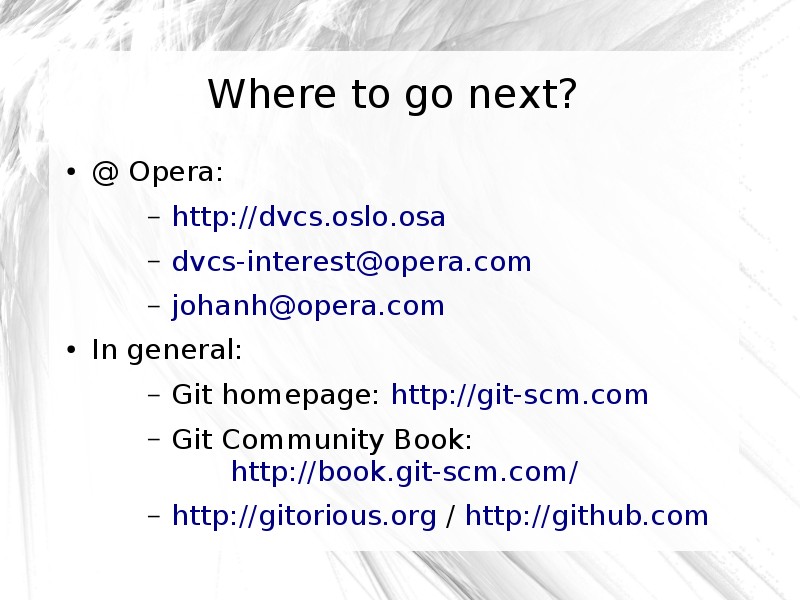 Where to go next?
• @ Opera:
– http://dvcs.oslo.osa
– dvcs-interest@opera.com
– johanh@opera.com
• In general:
– Git homepage: http://git-scm.com
– Git Community Book:
http://book.git-scm.com/
– http://gitorious.org / http://github.com